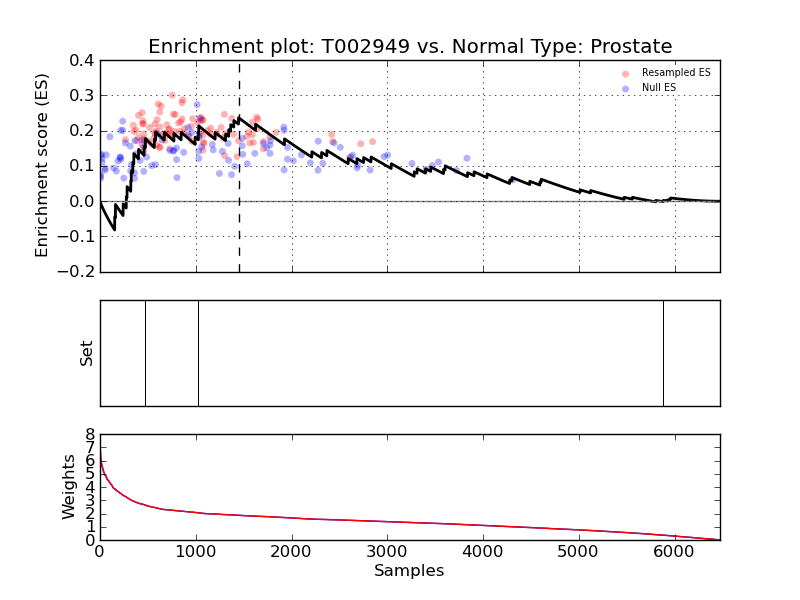 Enrichment plot: T002949 vs. Normal Type: Prostate
0.4
0.3
0.2
0.1
0.0
−0.1
−0.2
Enrichment score (ES)
Resampled ES
Null ES
Set
8
7
6
5
4
3
2
1
0
Weights
0 1000 2000 3000 4000 5000 6000
Samples